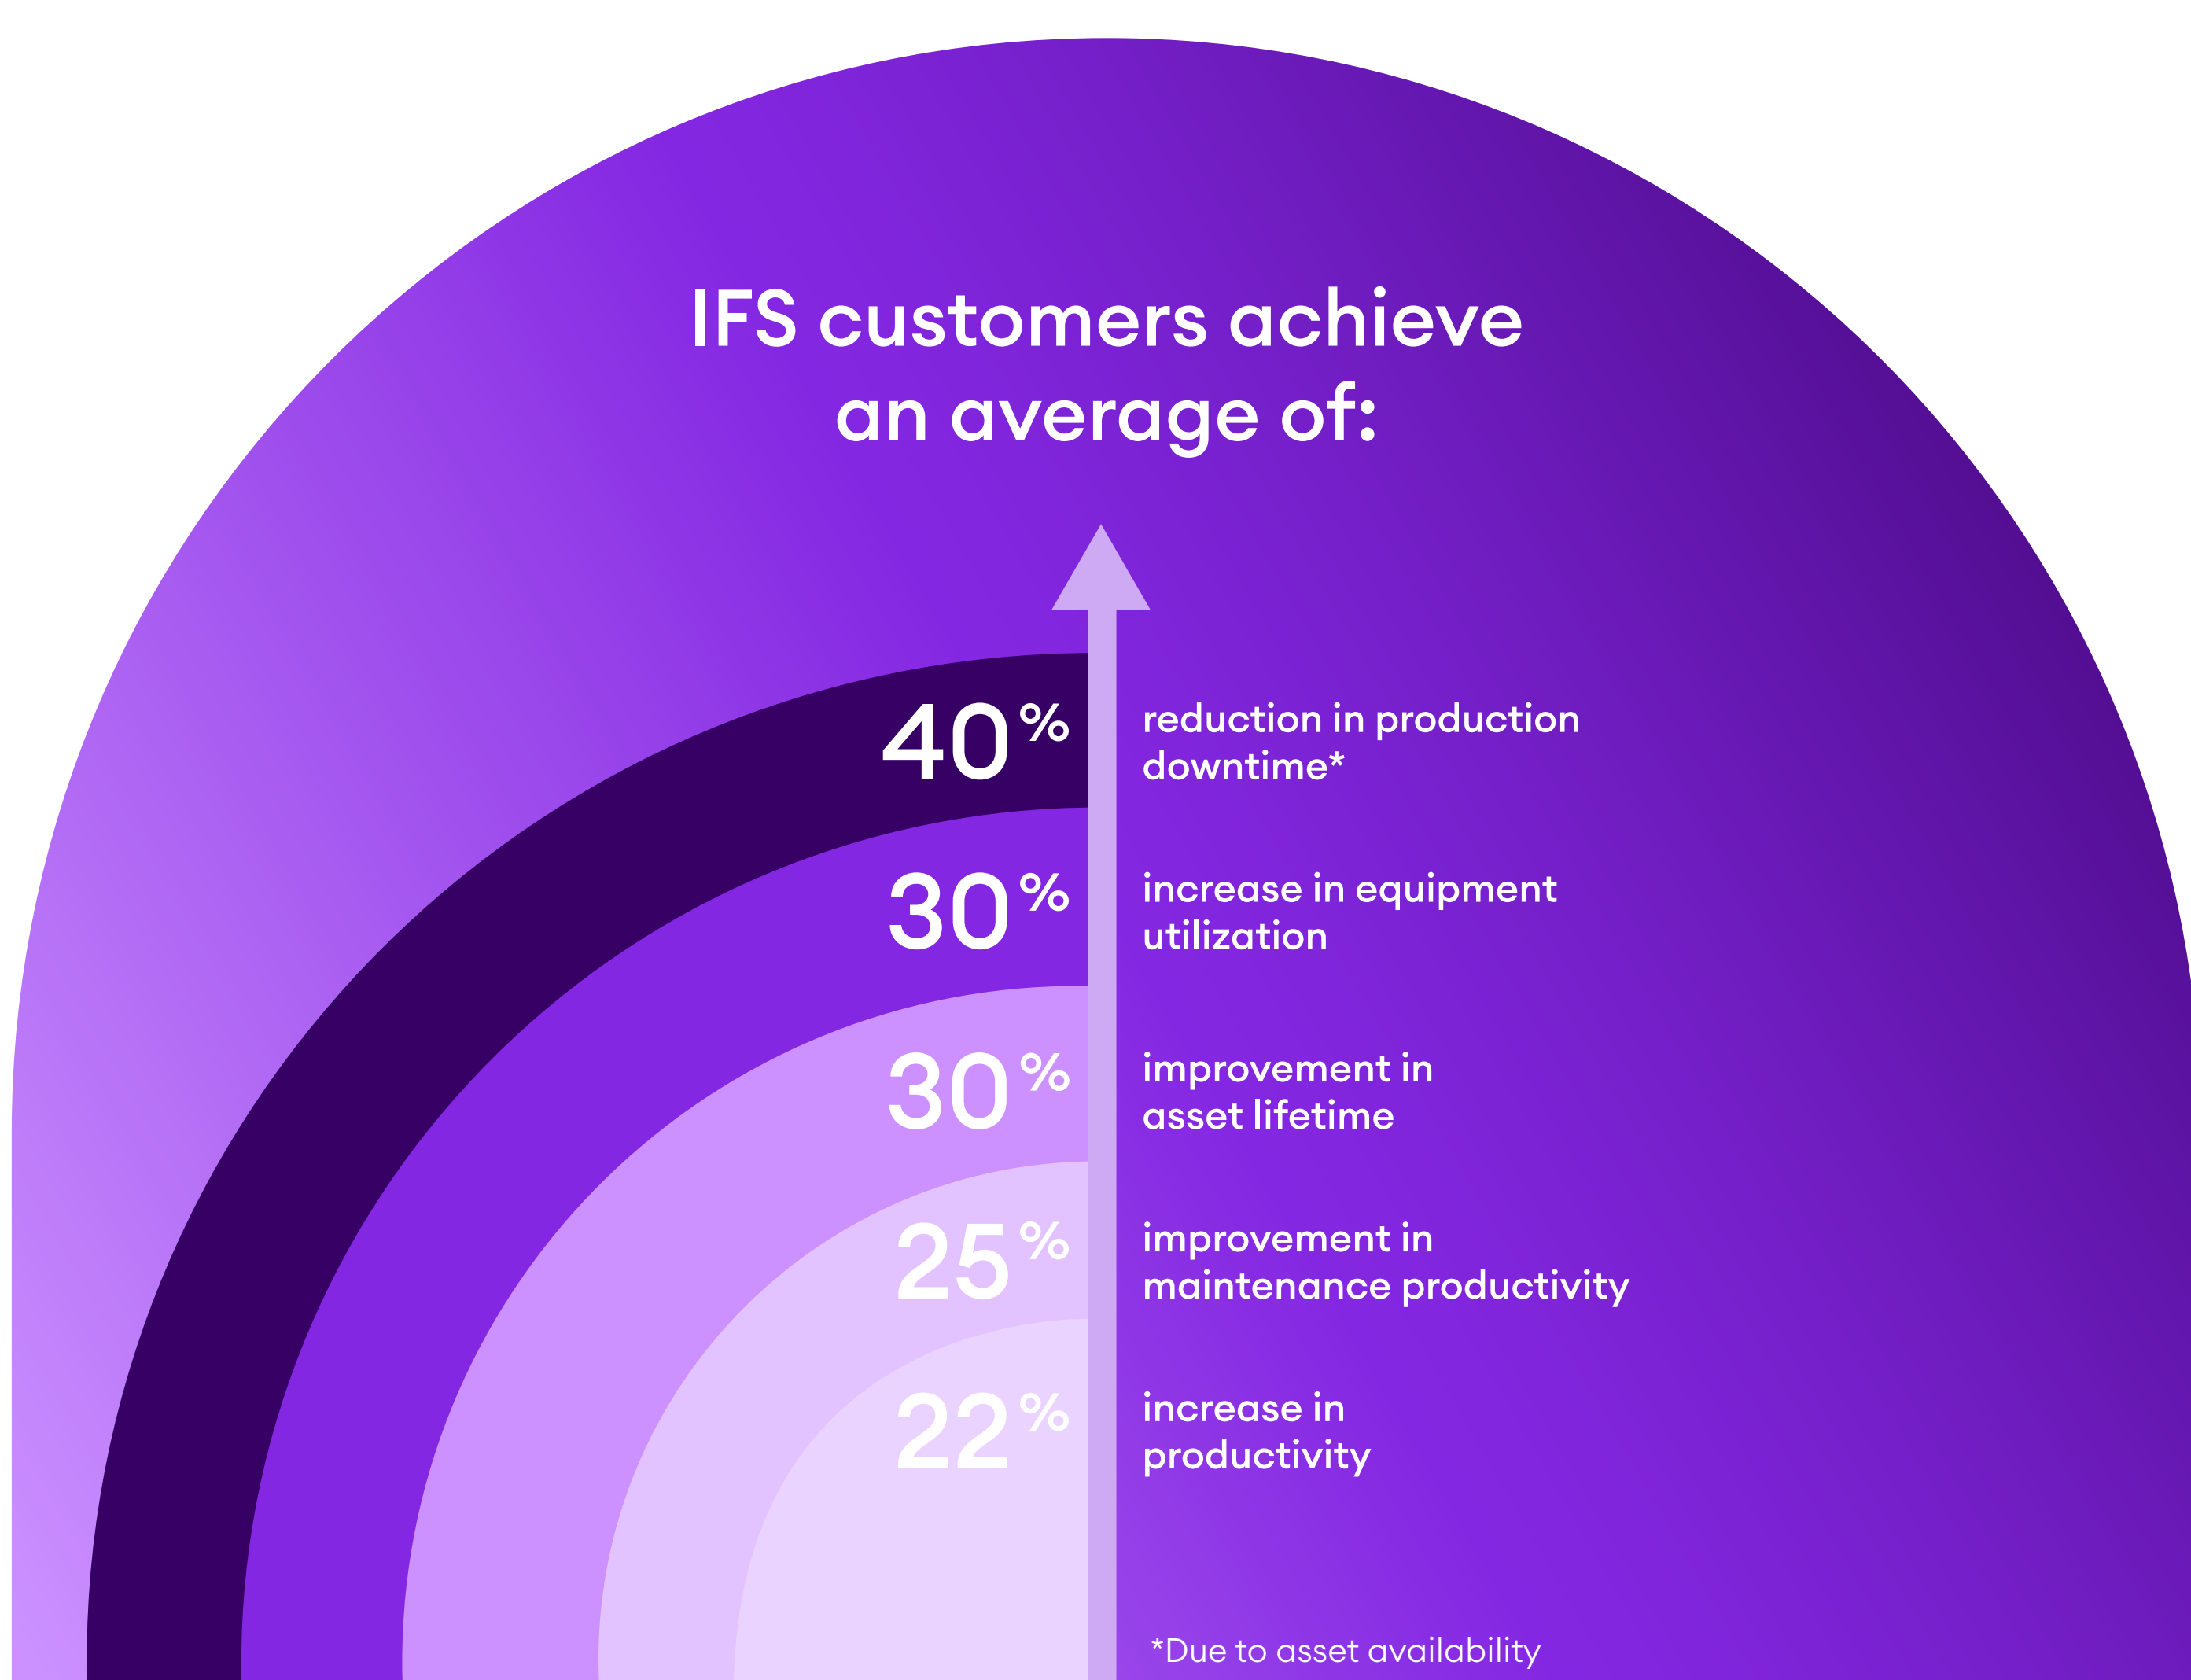 IFS customers achieve
an average of:
40%
reduction in production
downtime*
30%
increase in equipment
utilization
30%
improvement in
asset lifetime
25%
improvement in
maintenance productivity
22%
increase in
productivity
*Due to asset availability